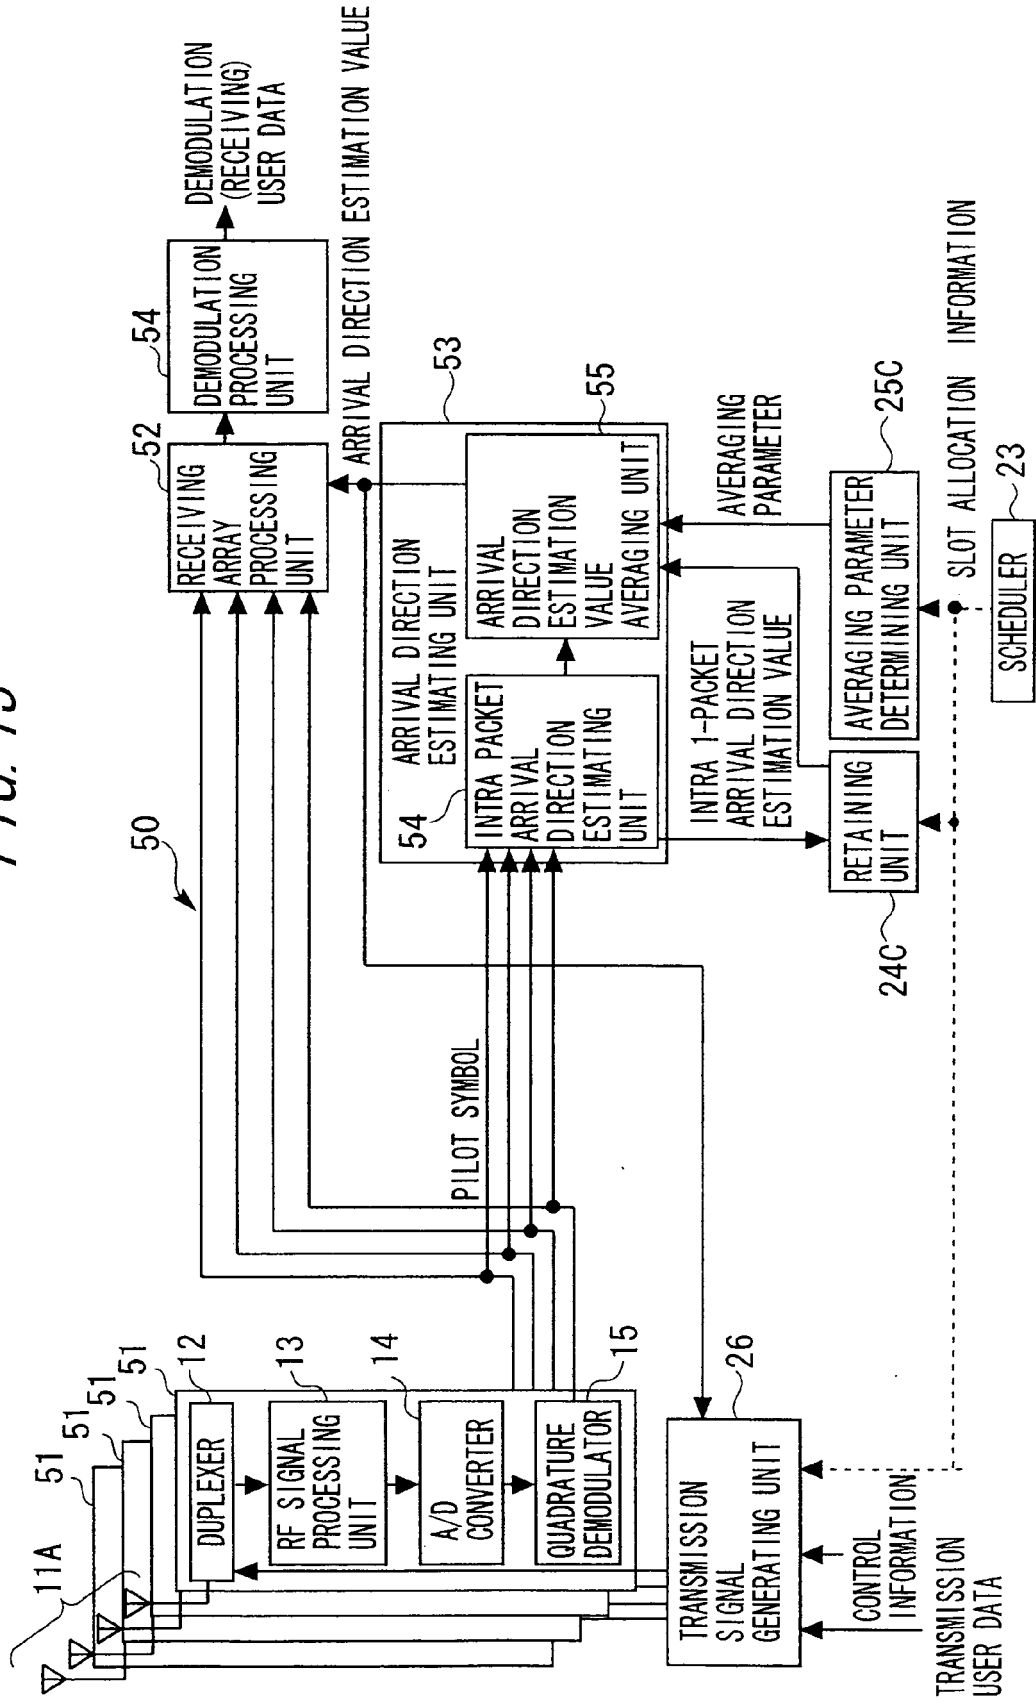 50
11A
51
51
51
51
DUPLEXER
12
RF SIGNAL
PROCESSING
UNIT
13
A/D
CONVERTER
14
QUADRATURE
DEMODULATOR
15
TRANSMISSION
SIGNAL
GENERATING UNIT
26
CONTROL
INFORMATION
TRANSMISSION
USER DATA
PILOT SYMBOL
RECEIVING
ARRAY
PROCESSING
UNIT
52
DEMODULATION
PROCESSING
UNIT
54
DEMODULATION
(RECEIVING)
USER DATA
ARRIVAL DIRECTION ESTIMATION VALUE
ARRIVAL DIRECTION
ESTIMATING UNIT
53
INTRA PACKET
ARRIVAL
DIRECTION
ESTIMATING
UNIT
54
ARRIVAL
DIRECTION
ESTIMATION
VALUE
AVERAGING UNIT
55
INTRA 1-PACKET
ARRIVAL DIRECTION
ESTIMATION VALUE
AVERAGING
PARAMETER
RETAINING
UNIT
24C
AVERAGING PARAMETER
DETERMINING UNIT
25C
SLOT ALLOCATION INFORMATION
SCHEDULER
23